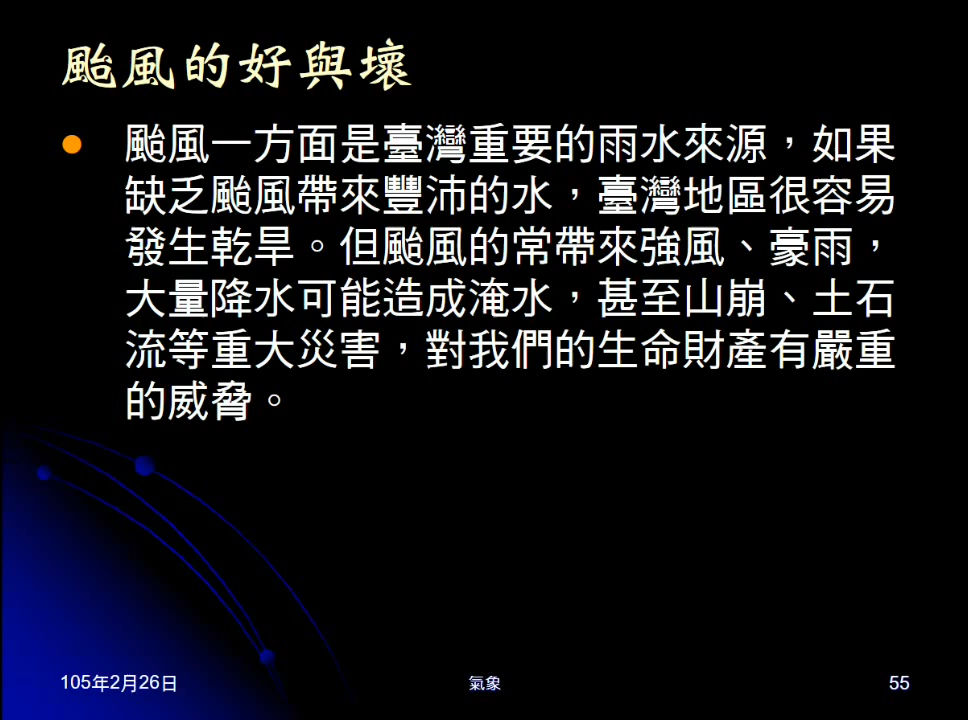 颱風的好與壞
颱風一方面是臺灣重要的雨水來源，如果
缺乏颱風帶來豐沛的水，臺灣地區很容易
發生乾旱。但颱風的常帶來強風、豪雨，
大量降水可能造成淹水，甚至山崩、土石
流等重大災害，對我們的生命財產有嚴重
的威脅。
105年2月26日
氣象
55